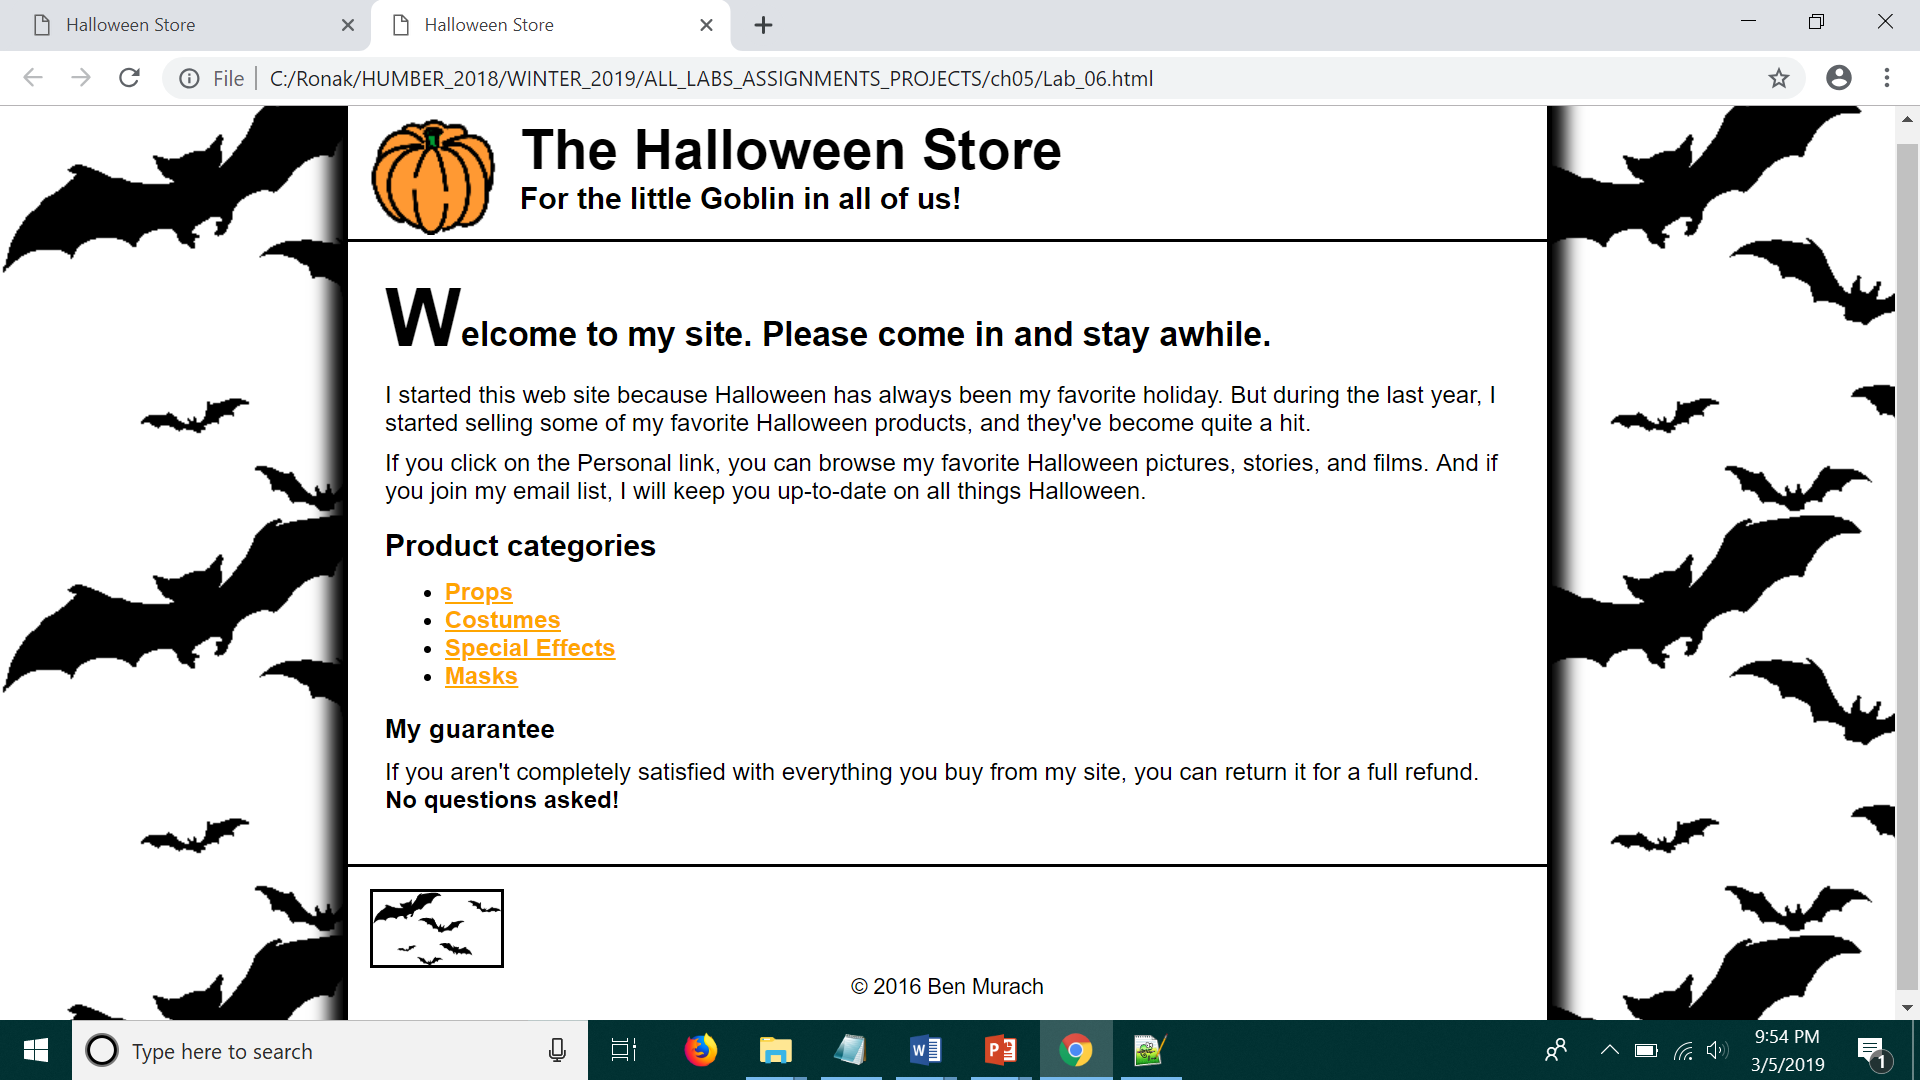 Halloween Store
Halloween Store
File
C:/Ronak/HUMBER_2018/WINTER_2019/ALL_LABS_ASSIGNMENTS_PROJECTS/ch05/Lab_06.html
The Halloween Store
For the little Goblin in all of us!
Welcome to my site. Please come in and stay awhile.
I started this web site because Halloween has always been my favorite holiday. But during the last year, I
started selling some of my favorite Halloween products, and they've become quite a hit.
If you click on the Personal link, you can browse my favorite Halloween pictures, stories, and films. And if
you join my email list, I will keep you up-to-date on all things Halloween.
Product categories
• Props
• Costumes
• Special Effects
• Masks
My guarantee
If you aren't completely satisfied with everything you buy from my site, you can return it for a full refund.
No questions asked!
© 2016 Ben Murach
Type here to search
9:54 PM
3/5/2019
1